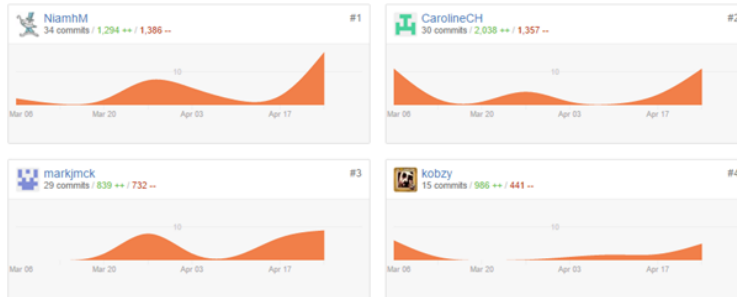 NiamhM #1
34 commits / 1,294 ++ / 1,386 --
10
Mar 06 Mar 20 Apr 03 Apr 17
CarolineCH #2
30 commits / 2,038 ++ / 1,357 --
10
Mar 06 Mar 20 Apr 03 Apr 17
markjmck #3
29 commits / 839 ++ / 732 --
10
Mar 06 Mar 20 Apr 03 Apr 17
kobzy #4
15 commits / 986 ++ / 441 --
10
Mar 06 Mar 20 Apr 03 Apr 17